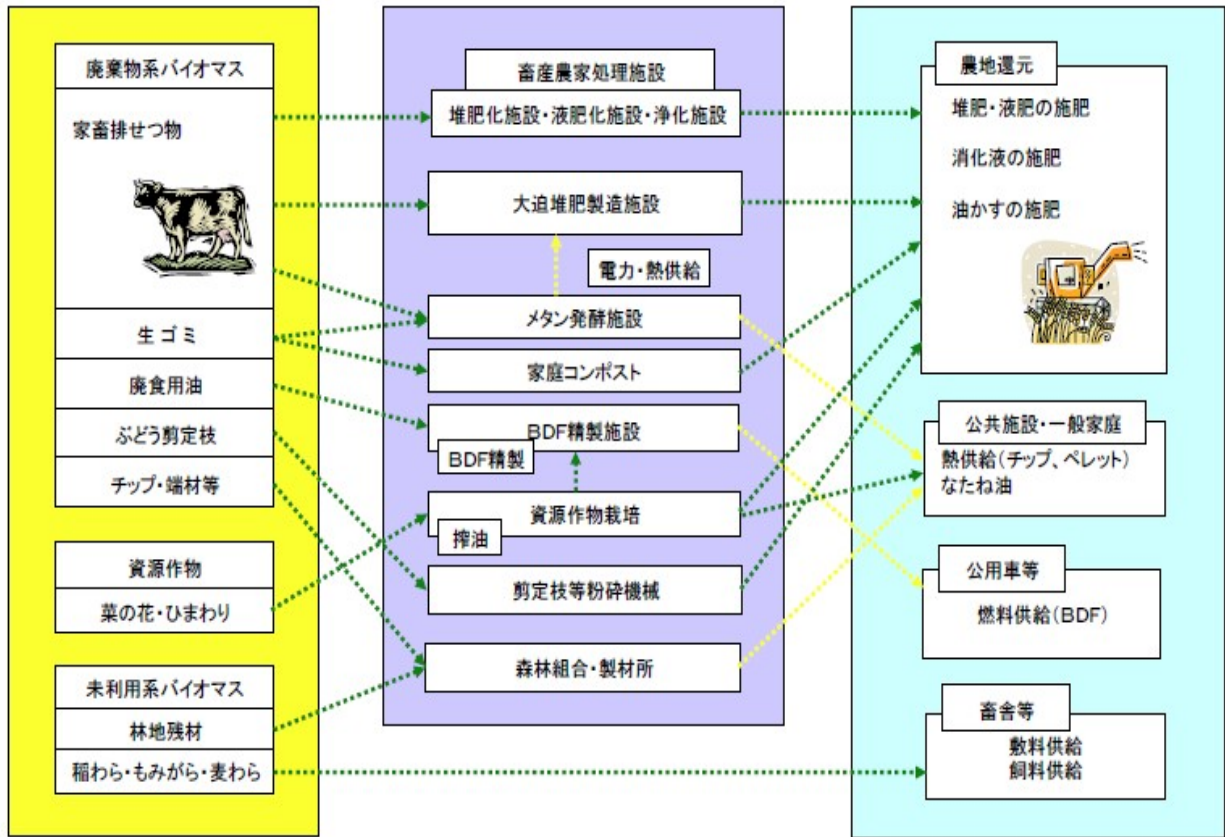 廃棄物系バイオマス
家畜排せつ物
生ゴミ
廃食用油
ぶどう剪定枝
チップ・端材等
資源作物
菜の花・ひまわり
未利用系バイオマス
林地残材
稲わら・もみがら・麦わら
畜産農家処理施設
堆肥化施設・液肥化施設・浄化施設
大迫堆肥製造施設
電力・熱供給
メタン発酵施設
家庭コンポスト
BDF精製施設
BDF精製
資源作物栽培
搾油
剪定枝等粉砕機械
森林組合・製材所
農地還元
堆肥・液肥の施肥
消化液の施肥
油かすの施肥
公共施設・一般家庭
熱供給(チップ、ペレット)
なたね油
公用車等
燃料供給(BDF)
畜舎等
敷料供給
飼料供給